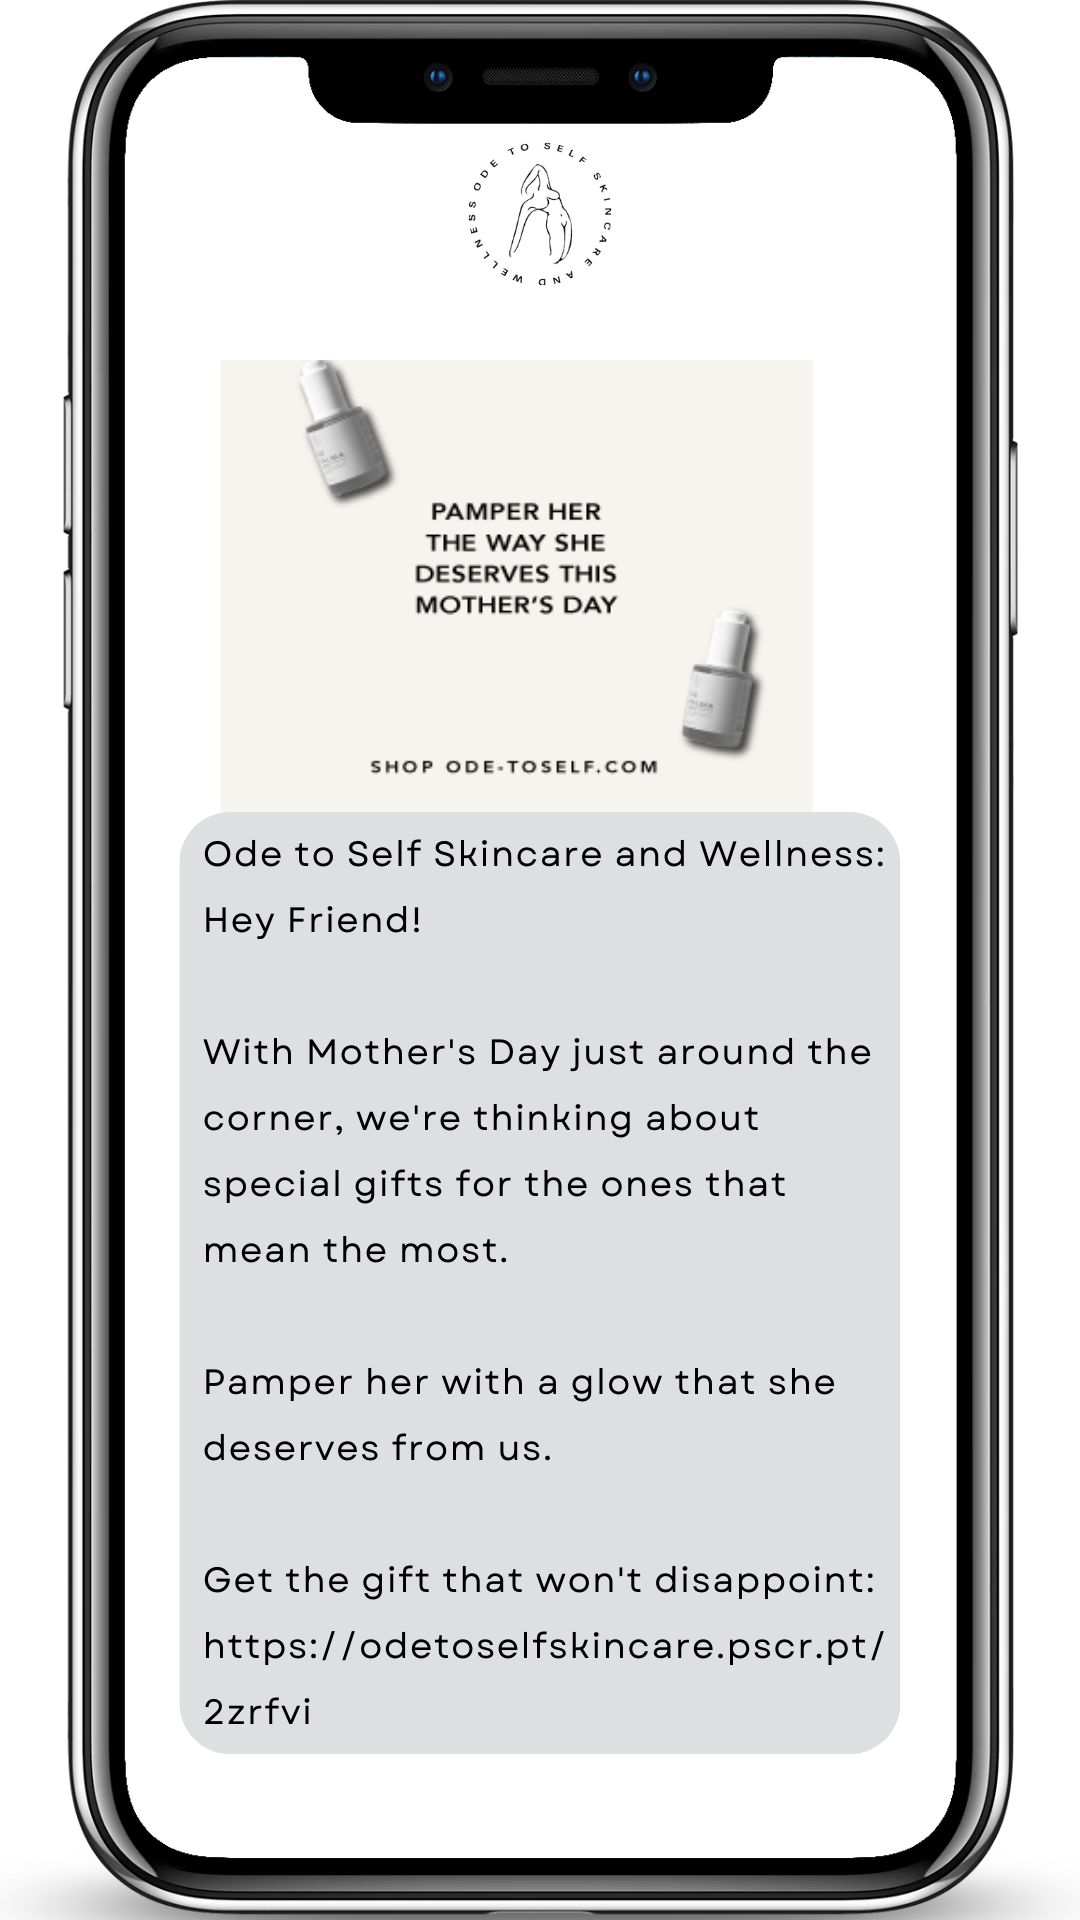 ODE TO SELF SKINCARE AND WELLNESS
PAMPER HER
THE WAY SHE
DESERVES THIS
MOTHER'S DAY
SHOP ODE-TOSELF.COM
Ode to Self Skincare and Wellness:
Hey Friend!
With Mother's Day just around the
corner, we're thinking about
special gifts for the ones that
mean the most.
Pamper her with a glow that she
deserves from us.
Get the gift that won't disappoint:
https://odetoselfskincare.pscr.pt/
2zrfvi